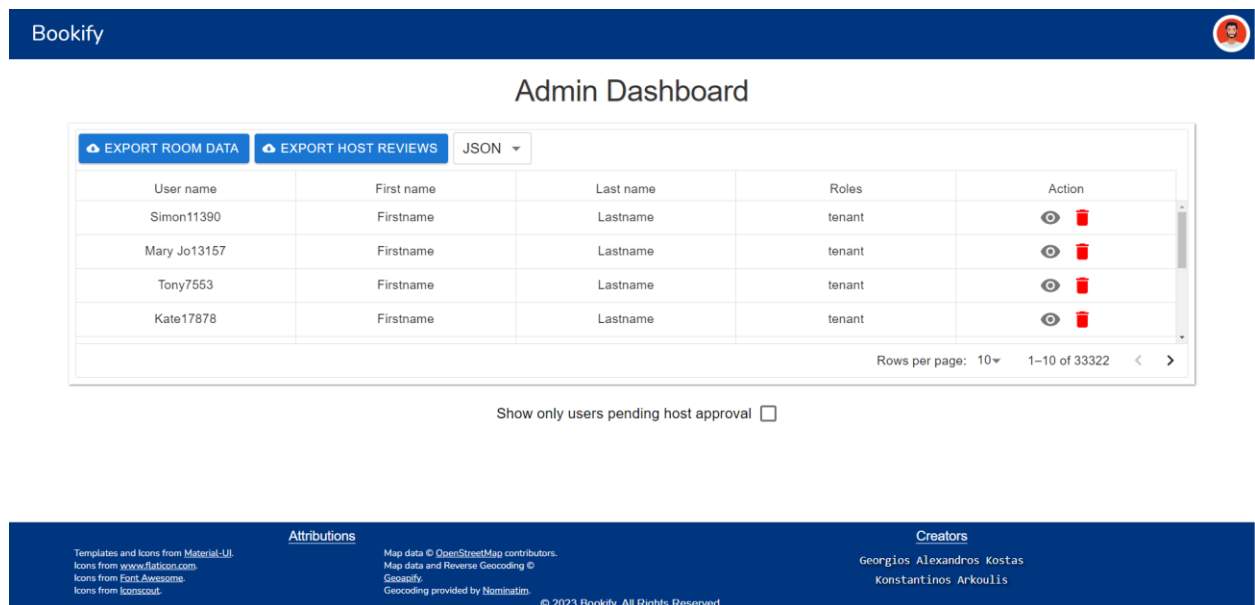 Bookify
Admin Dashboard
EXPORT ROOM DATA EXPORT HOST REVIEWS JSON
User name First name Last name Roles Action
Simon11390 Firstname Lastname tenant
Mary Jo13157 Firstname Lastname tenant
Tony7553 Firstname Lastname tenant
Kate17878 Firstname Lastname tenant
Rows per page: 10 1–10 of 33322
Show only users pending host approval
Attributions
Templates and Icons from Material-UI.
Icons from www.flaticon.com.
Icons from Font Awesome.
Icons from Iconscout.
Map data © OpenStreetMap contributors.
Map data and Reverse Geocoding ©
Geoapify.
Geocoding provided by Nominatim.
Creators
Georgios Alexandros Kostas
Konstantinos Arkoulis
© 2023 Bookify. All Rights Reserved